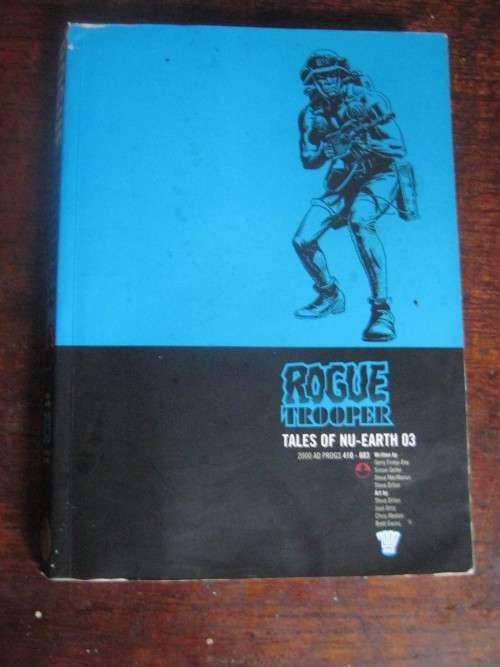 ROGUE
TROOPER
TALES OF NU-EARTH 03
2000 AD PROGS 410 - 603
Written by
Gerry Finley-Day,
Simon Geller,
Steve MacManus,
Steve Dillon
Art by
Steve Dillon,
José Ortiz,
Chris Weston,
Brett Ewins,